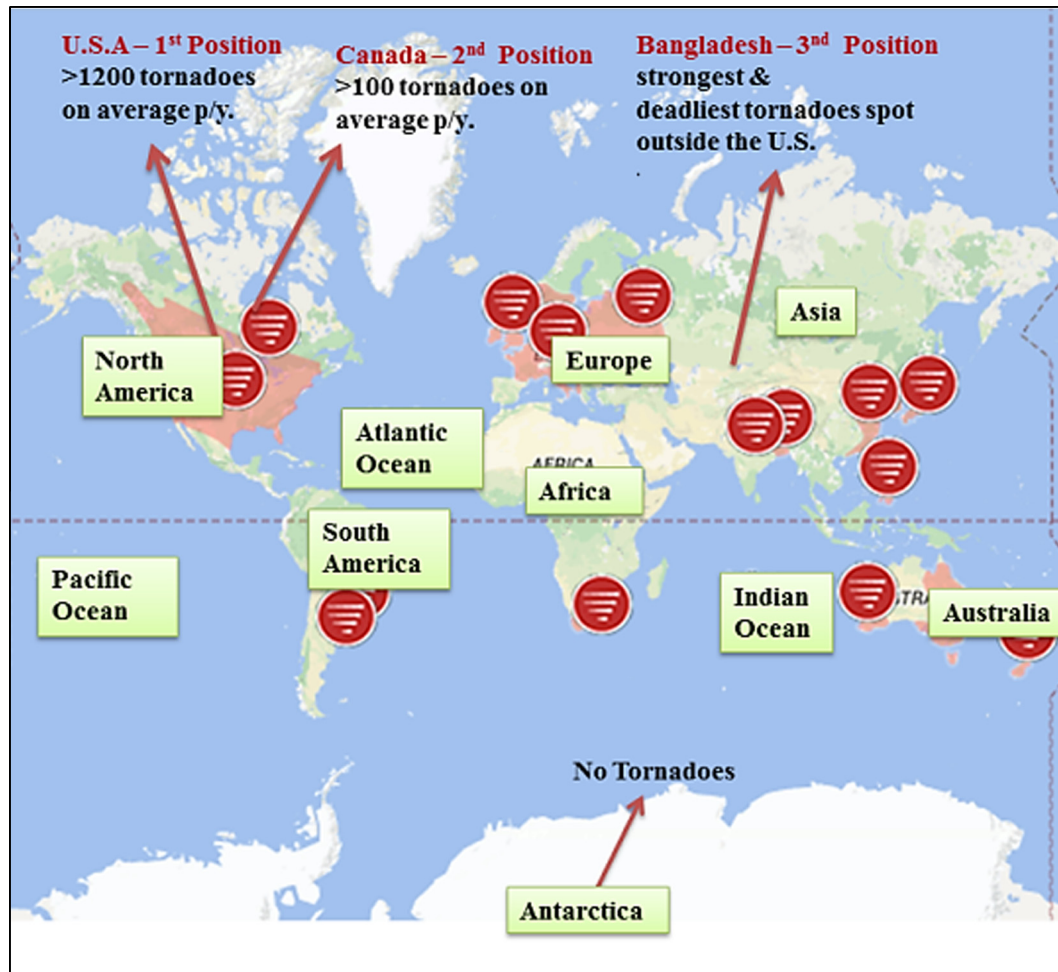 U.S.A – 1st Position
>1200 tornadoes
on average p/y.
Canada – 2nd Position
>100 tornadoes on
average p/y.
Bangladesh – 3nd Position
strongest &
deadliest tornadoes spot
outside the U.S.
.
Asia
North
America
Europe
Atlantic
Ocean
AFRICA
Africa
South
America
Pacific
Ocean
Indian
Ocean
Australia
No Tornadoes
Antarctica